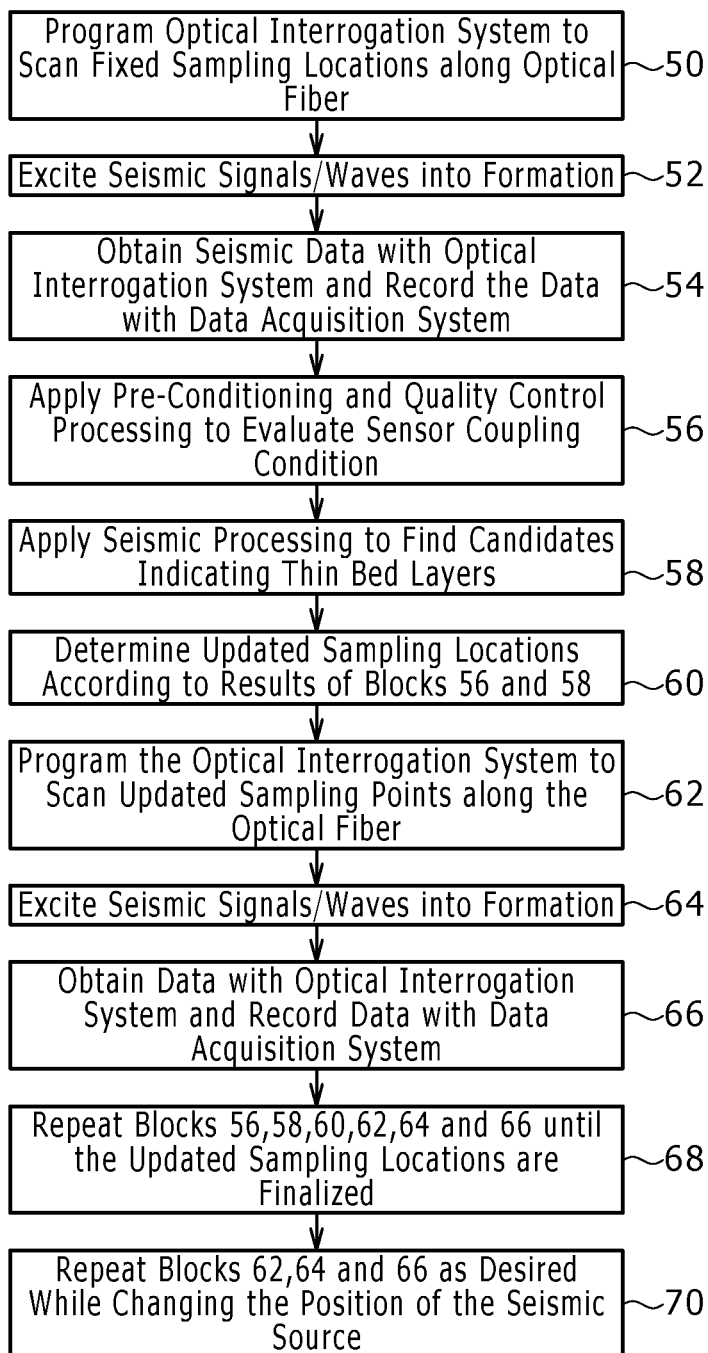 Program Optical Interrogation System to
Scan Fixed Sampling Locations along Optical
Fiber
50
Excite Seismic Signals/Waves into Formation
52
Obtain Seismic Data with Optical
Interrogation System and Record the Data
with Data Acquisition System
54
Apply Pre-Conditioning and Quality Control
Processing to Evaluate Sensor Coupling
Condition
56
Apply Seismic Processing to Find Candidates
Indicating Thin Bed Layers
58
Determine Updated Sampling Locations
According to Results of Blocks 56 and 58
60
Program the Optical Interrogation System to
Scan Updated Sampling Points along the
Optical Fiber
62
Excite Seismic Signals/Waves into Formation
64
Obtain Data with Optical Interrogation
System and Record Data with Data
Acquisition System
66
Repeat Blocks 56,58,60,62,64 and 66 until
the Updated Sampling Locations are
Finalized
68
Repeat Blocks 62,64 and 66 as Desired
While Changing the Position of the Seismic
Source
70